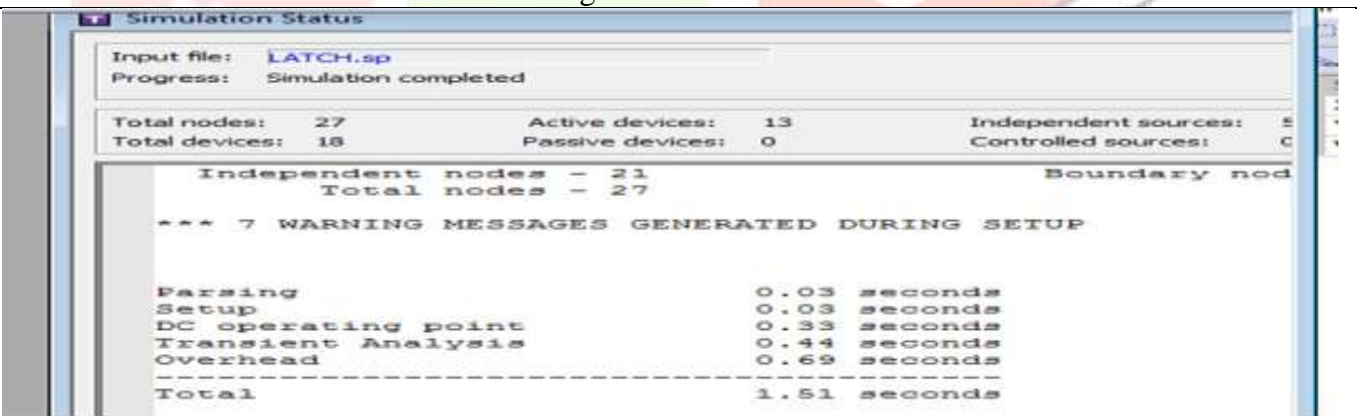 Simulation Status
Input file: LATCH.sp
Progress: Simulation completed
Total nodes: 27 Active devices: 13 Independent sources:
Total devices: 18 Passive devices: 0 Controlled sources:
Independent nodes - 21 Boundary nod
Total nodes - 27
*** 7 WARNING MESSAGES GENERATED DURING SETUP
Parsing 0.03 seconds
Setup 0.03 seconds
DC operating point 0.33 seconds
Transient Analysis 0.44 seconds
Overhead 0.69 seconds
-----------------------------------------
Total 1.51 seconds